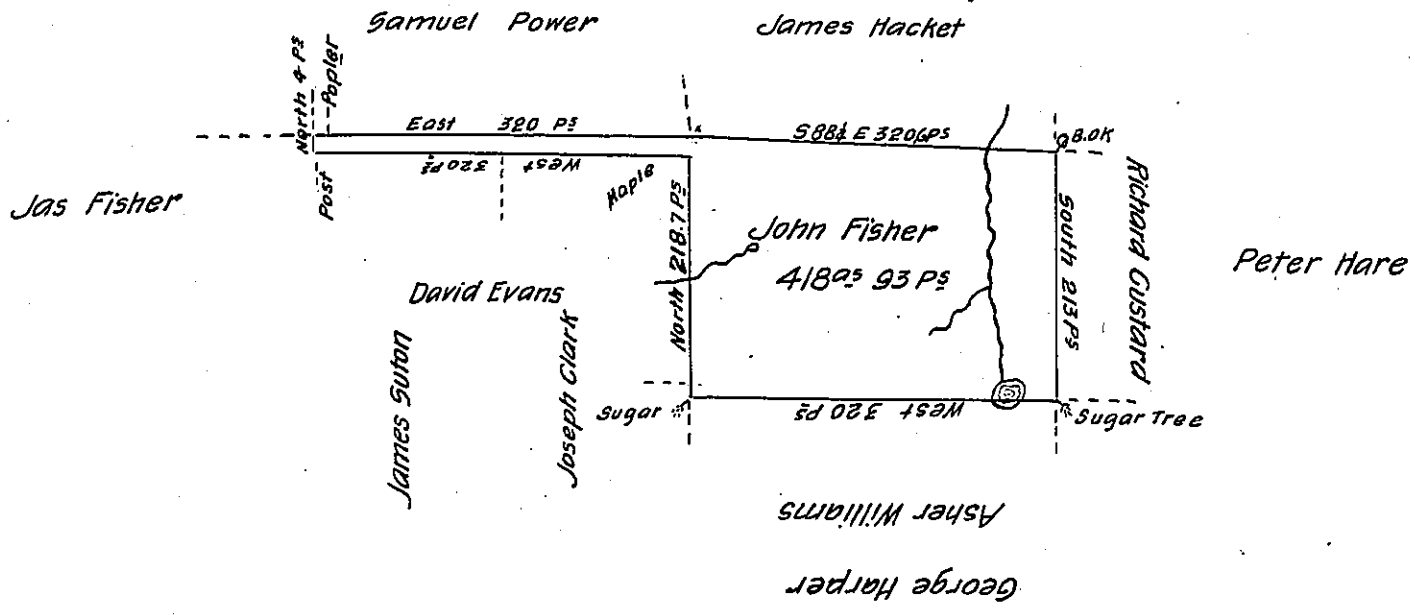 Samuel Power
James Hacket
North 4 Ps
Popler
East 320 Ps
S 88¼ E 320,6 Ps
B.OK
West 320 Ps
Maple
Post
Jas Fisher
North 218.7 Ps
John Fisher
418as 93 Ps
South 213 Ps
Richard Custard
Peter Hare
David Evans
James Suton
Joseph Clark
Sugar
West 320 Ps
Sugar Tree
Asher Williams
George Harper